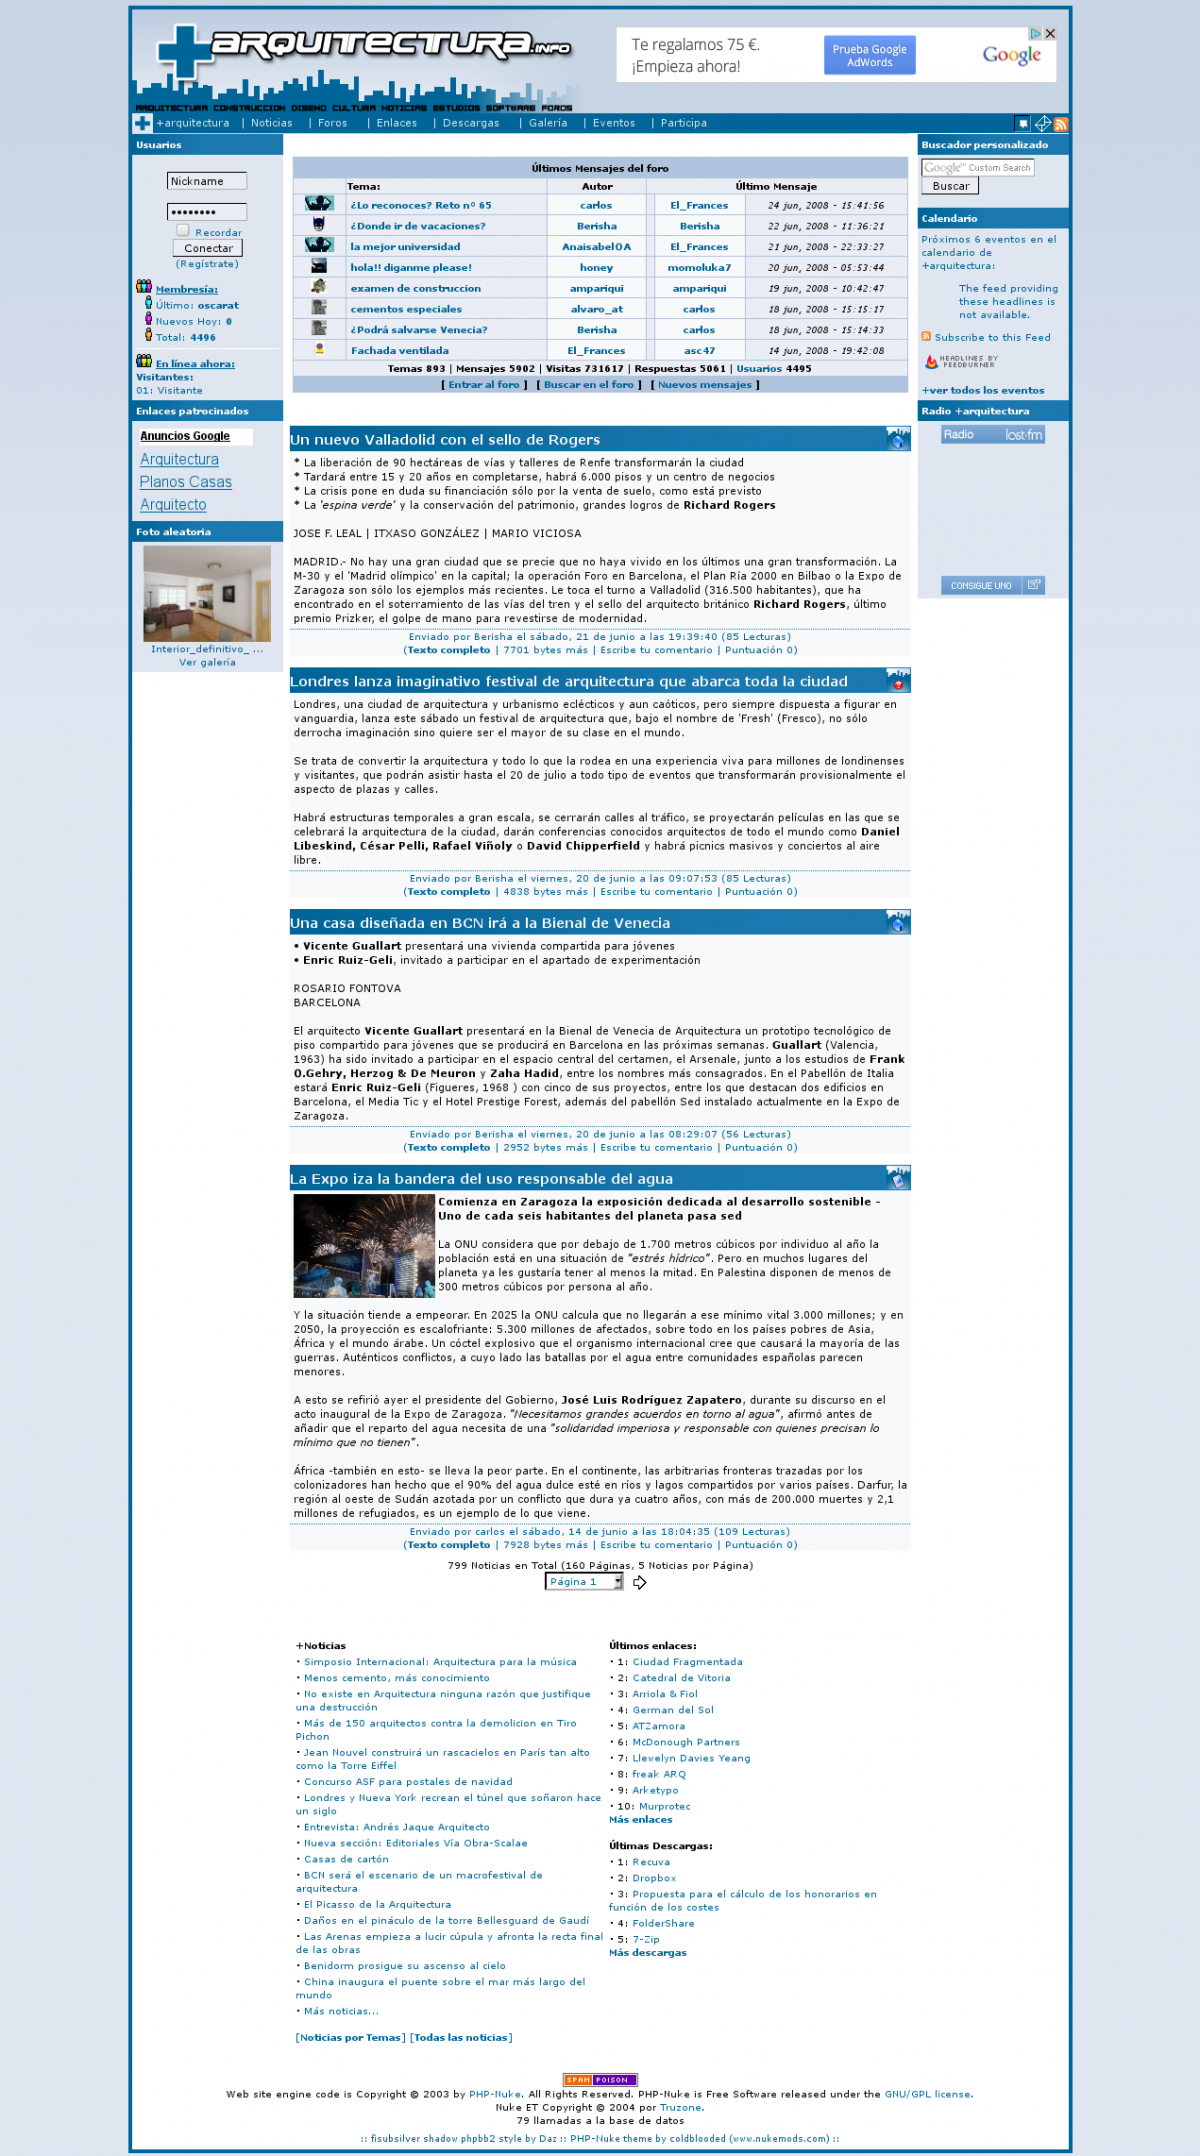 +ARQUITECTURA.INFO
Te regalamos 75 €.
¡Empieza ahora!
Prueba Google
AdWords
Google
ARQUITECTURA CONSTRUCCION DISEÑO CULTURA NOTICIAS ESTUDIOS SOFTWARE FOROS
+arquitectura | Noticias | Foros | Enlaces | Descargas | Galería | Eventos | Participa
Usuarios
Nickname
••••••••
Recordar
Conectar
(Regístrate)
Membresía:
Último: oscarat
Nuevos Hoy: 0
Total: 4496
En línea ahora:
Visitantes:
01: Visitante
Enlaces patrocinados
Anuncios Google
Arquitectura
Planos Casas
Arquitecto
Foto aleatoria
Interior_definitivo_ ...
Ver galería
Últimos Mensajes del foro
Tema: Autor Último Mensaje
¿Lo reconoces? Reto nº 65 carlos El_Frances 24 jun, 2008 - 15:41:56
¿Donde ir de vacaciones? Berisha Berisha 22 jun, 2008 - 11:36:21
la mejor universidad AnaisabelOA El_Frances 21 jun, 2008 - 22:33:27
hola!! diganme please! honey momoluka7 20 jun, 2008 - 05:53:44
examen de construccion ampariqui ampariqui 19 jun, 2008 - 10:42:47
cementos especiales alvaro_at carlos 18 jun, 2008 - 15:15:17
¿Podrá salvarse Venecia? Berisha carlos 18 jun, 2008 - 15:14:33
Fachada ventilada El_Frances asc47 14 jun, 2008 - 19:42:08
Temas 893 | Mensajes 5902 | Visitas 731617 | Respuestas 5061 | Usuarios 4495
[ Entrar al foro ] [ Buscar en el foro ] [ Nuevos mensajes ]
Un nuevo Valladolid con el sello de Rogers
* La liberación de 90 hectáreas de vías y talleres de Renfe transformarán la ciudad
* Tardará entre 15 y 20 años en completarse, habrá 6.000 pisos y un centro de negocios
* La crisis pone en duda su financiación sólo por la venta de suelo, como está previsto
* La 'espina verde' y la conservación del patrimonio, grandes logros de Richard Rogers
JOSE F. LEAL | ITXASO GONZÁLEZ | MARIO VICIOSA
MADRID.- No hay una gran ciudad que se precie que no haya vivido en los últimos una gran transformación. La
M-30 y el 'Madrid olímpico' en la capital; la operación Foro en Barcelona, el Plan Ría 2000 en Bilbao o la Expo de
Zaragoza son sólo los ejemplos más recientes. Le toca el turno a Valladolid (316.500 habitantes), que ha
encontrado en el soterramiento de las vías del tren y el sello del arquitecto británico Richard Rogers, último
premio Prizker, el golpe de mano para revestirse de modernidad.
Enviado por Berisha el sábado, 21 de junio a las 19:39:40 (85 Lecturas)
(Texto completo | 7701 bytes más | Escribe tu comentario | Puntuación 0)
Londres lanza imaginativo festival de arquitectura que abarca toda la ciudad
Londres, una ciudad de arquitectura y urbanismo eclécticos y aun caóticos, pero siempre dispuesta a figurar en
vanguardia, lanza este sábado un festival de arquitectura que, bajo el nombre de 'Fresh' (Fresco), no sólo
derrocha imaginación sino quiere ser el mayor de su clase en el mundo.
Se trata de convertir la arquitectura y todo lo que la rodea en una experiencia viva para millones de londinenses
y visitantes, que podrán asistir hasta el 20 de julio a todo tipo de eventos que transformarán provisionalmente el
aspecto de plazas y calles.
Habrá estructuras temporales a gran escala, se cerrarán calles al tráfico, se proyectarán películas en las que se
celebrará la arquitectura de la ciudad, darán conferencias conocidos arquitectos de todo el mundo como Daniel
Libeskind, César Pelli, Rafael Viñoly o David Chipperfield y habrá picnics masivos y conciertos al aire
libre.
Enviado por Berisha el viernes, 20 de junio a las 09:07:53 (85 Lecturas)
(Texto completo | 4838 bytes más | Escribe tu comentario | Puntuación 0)
Una casa diseñada en BCN irá a la Bienal de Venecia
• Vicente Guallart presentará una vivienda compartida para jóvenes
• Enric Ruiz-Geli, invitado a participar en el apartado de experimentación
ROSARIO FONTOVA
BARCELONA
El arquitecto Vicente Guallart presentará en la Bienal de Venecia de Arquitectura un prototipo tecnológico de
piso compartido para jóvenes que se producirá en Barcelona en las próximas semanas. Guallart (Valencia,
1963) ha sido invitado a participar en el espacio central del certamen, el Arsenale, junto a los estudios de Frank
O.Gehry, Herzog & De Meuron y Zaha Hadid, entre los nombres más consagrados. En el Pabellón de Italia
estará Enric Ruiz-Geli (Figueres, 1968 ) con cinco de sus proyectos, entre los que destacan dos edificios en
Barcelona, el Media Tic y el Hotel Prestige Forest, además del pabellón Sed instalado actualmente en la Expo de
Zaragoza.
Enviado por Berisha el viernes, 20 de junio a las 08:29:07 (56 Lecturas)
(Texto completo | 2952 bytes más | Escribe tu comentario | Puntuación 0)
La Expo iza la bandera del uso responsable del agua
Comienza en Zaragoza la exposición dedicada al desarrollo sostenible -
Uno de cada seis habitantes del planeta pasa sed
La ONU considera que por debajo de 1.700 metros cúbicos por individuo al año la
población está en una situación de "estrés hídrico". Pero en muchos lugares del
planeta ya les gustaría tener al menos la mitad. En Palestina disponen de menos de
300 metros cúbicos por persona al año.
Y la situación tiende a empeorar. En 2025 la ONU calcula que no llegarán a ese mínimo vital 3.000 millones; y en
2050, la proyección es escalofriante: 5.300 millones de afectados, sobre todo en los países pobres de Asia,
África y el mundo árabe. Un cóctel explosivo que el organismo internacional cree que causará la mayoría de las
guerras. Auténticos conflictos, a cuyo lado las batallas por el agua entre comunidades españolas parecen
menores.
A esto se refirió ayer el presidente del Gobierno, José Luis Rodríguez Zapatero, durante su discurso en el
acto inaugural de la Expo de Zaragoza. "Necesitamos grandes acuerdos en torno al agua", afirmó antes de
añadir que el reparto del agua necesita de una "solidaridad imperiosa y responsable con quienes precisan lo
mínimo que no tienen".
África -también en esto- se lleva la peor parte. En el continente, las arbitrarias fronteras trazadas por los
colonizadores han hecho que el 90% del agua dulce esté en ríos y lagos compartidos por varios países. Darfur, la
región al oeste de Sudán azotada por un conflicto que dura ya cuatro años, con más de 200.000 muertes y 2,1
millones de refugiados, es un ejemplo de lo que viene.
Enviado por carlos el sábado, 14 de junio a las 18:04:35 (109 Lecturas)
(Texto completo | 7928 bytes más | Escribe tu comentario | Puntuación 0)
799 Noticias en Total (160 Páginas, 5 Noticias por Página)
Página 1
+Noticias
· Simposio Internacional: Arquitectura para la música
· Menos cemento, más conocimiento
· No existe en Arquitectura ninguna razón que justifique
una destrucción
· Más de 150 arquitectos contra la demolicion en Tiro
Pichon
· Jean Nouvel construirá un rascacielos en París tan alto
como la Torre Eiffel
· Concurso ASF para postales de navidad
· Londres y Nueva York recrean el túnel que soñaron hace
un siglo
· Entrevista: Andrés Jaque Arquitecto
· Nueva sección: Editoriales Vía Obra-Scalae
· Casas de cartón
· BCN será el escenario de un macrofestival de
arquitectura
· El Picasso de la Arquitectura
· Daños en el pináculo de la torre Bellesguard de Gaudí
· Las Arenas empieza a lucir cúpula y afronta la recta final
de las obras
· Benidorm prosigue su ascenso al cielo
· China inaugura el puente sobre el mar más largo del
mundo
· Más noticias...
[Noticias por Temas] [Todas las noticias]
Últimos enlaces:
· 1: Ciudad Fragmentada
· 2: Catedral de Vitoria
· 3: Arriola & Fiol
· 4: German del Sol
· 5: ATZamora
· 6: McDonough Partners
· 7: Llewelyn Davies Yeang
· 8: freak ARQ
· 9: Arketypo
· 10: Murprotec
Más enlaces
Últimas Descargas:
· 1: Recuva
· 2: Dropbox
· 3: Propuesta para el cálculo de los honorarios en
función de los costes
· 4: FolderShare
· 5: 7-Zip
Más descargas
Buscador personalizado
Google™ Custom Search
Buscar
Calendario
Próximos 6 eventos en el
calendario de
+arquitectura:
The feed providing
these headlines is
not available.
Subscribe to this Feed
HEADLINES BY
FEEDBURNER
+ver todos los eventos
Radio +arquitectura
Radio last·fm
CONSIGUE UNO
SPAM POISON
Web site engine code is Copyright © 2003 by PHP-Nuke. All Rights Reserved. PHP-Nuke is Free Software released under the GNU/GPL license.
Nuke ET Copyright © 2004 por Truzone.
79 llamadas a la base de datos
:: fisubsilver shadow phpbb2 style by Daz :: PHP-Nuke theme by coldblooded (www.nukemods.com) ::